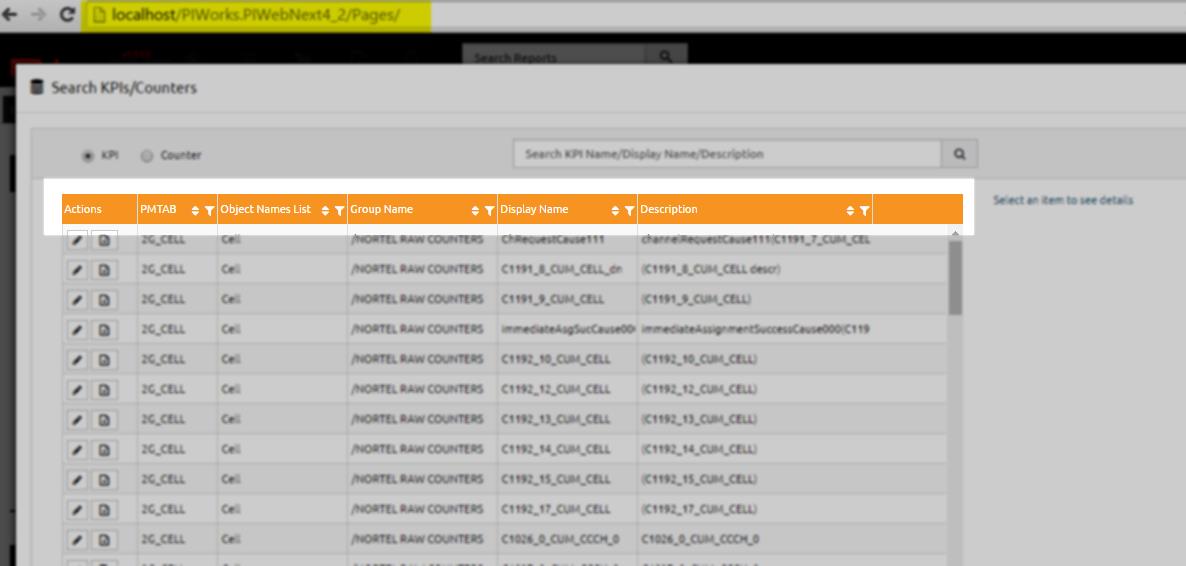 localhost/PIWorks.PIWebNext4_2/Pages/
Search Reports
Search KPIs/Counters
KPI Counter Search KPI Name/Display Name/Description
Select an item to see details
Actions PMTAB Object Names List Group Name Display Name Description
2G_CELL Cell /NORTEL RAW COUNTERS ChRequestCause111 channelRequestCause111(C1191_7_CUM_CEL
2G_CELL Cell /NORTEL RAW COUNTERS C1191_8_CUM_CELL_dn (C1191_8_CUM_CELL descr)
2G_CELL Cell /NORTEL RAW COUNTERS C1191_9_CUM_CELL (C1191_9_CUM_CELL)
2G_CELL Cell /NORTEL RAW COUNTERS immediateAsgSucCause000 immediateAssignmentSuccessCause000(C119
2G_CELL Cell /NORTEL RAW COUNTERS C1192_10_CUM_CELL (C1192_10_CUM_CELL)
2G_CELL Cell /NORTEL RAW COUNTERS C1192_12_CUM_CELL (C1192_12_CUM_CELL)
2G_CELL Cell /NORTEL RAW COUNTERS C1192_13_CUM_CELL (C1192_13_CUM_CELL)
2G_CELL Cell /NORTEL RAW COUNTERS C1192_14_CUM_CELL (C1192_14_CUM_CELL)
2G_CELL Cell /NORTEL RAW COUNTERS C1192_15_CUM_CELL (C1192_15_CUM_CELL)
2G_CELL Cell /NORTEL RAW COUNTERS C1192_17_CUM_CELL (C1192_17_CUM_CELL)
2G_CELL Cell /NORTEL RAW COUNTERS C1026_0_CUM_CCCH_0 C1026_0_CUM_CCCH_0